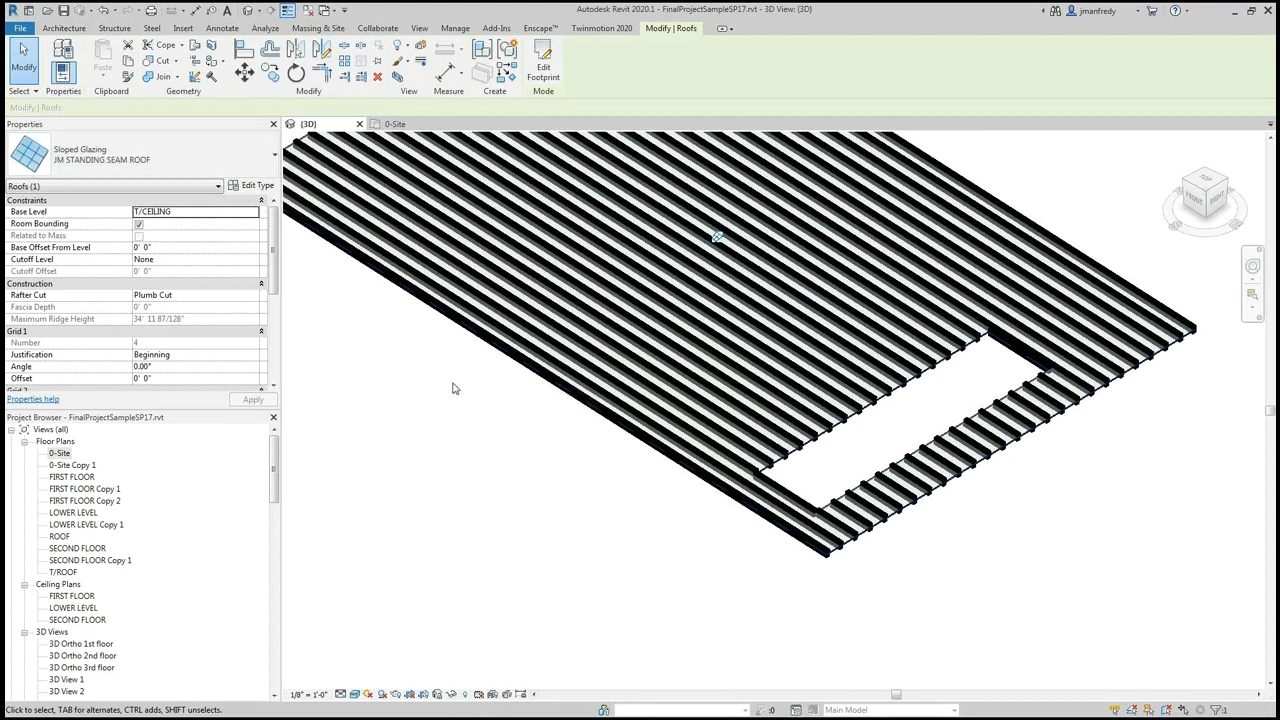 Autodesk Revit 2020.1 - FinalProjectSampleSP17.rvt - 3D View: {3D}
jmanfredy
File Architecture Structure Steel Insert Annotate Analyze Massing & Site Collaborate View Manage Add-Ins Enscape™ Twinmotion 2020 Modify | Roofs
Modify
Select
Properties
Paste
Clipboard
Cope
Cut
Join
Geometry
Modify
View
Measure
Create
Edit
Footprint
Mode
Modify | Roofs
Properties
{3D}
0-Site
Sloped Glazing
JM STANDING SEAM ROOF
Roofs (1)
Edit Type
Constraints
Base Level T/CEILING
Room Bounding
Related to Mass
Base Offset From Level 0' 0"
Cutoff Level None
Cutoff Offset 0' 0"
Construction
Rafter Cut Plumb Cut
Fascia Depth 0' 0"
Maximum Ridge Height 34' 11 87/128"
Grid 1
Number 4
Justification Beginning
Angle 0.00°
Offset 0' 0"
Properties help
Apply
Project Browser - FinalProjectSampleSP17.rvt
Views (all)
Floor Plans
0-Site
0-Site Copy 1
FIRST FLOOR
FIRST FLOOR Copy 1
FIRST FLOOR Copy 2
LOWER LEVEL
LOWER LEVEL Copy 1
ROOF
SECOND FLOOR
SECOND FLOOR Copy 1
T/ROOF
Ceiling Plans
FIRST FLOOR
LOWER LEVEL
SECOND FLOOR
3D Views
3D Ortho 1st floor
3D Ortho 2nd floor
3D Ortho 3rd floor
3D View 1
3D View 2
TOP
FRONT
RIGHT
1/8" = 1'-0"
Click to select, TAB for alternates, CTRL adds, SHIFT unselects.
:0
Main Model
:1